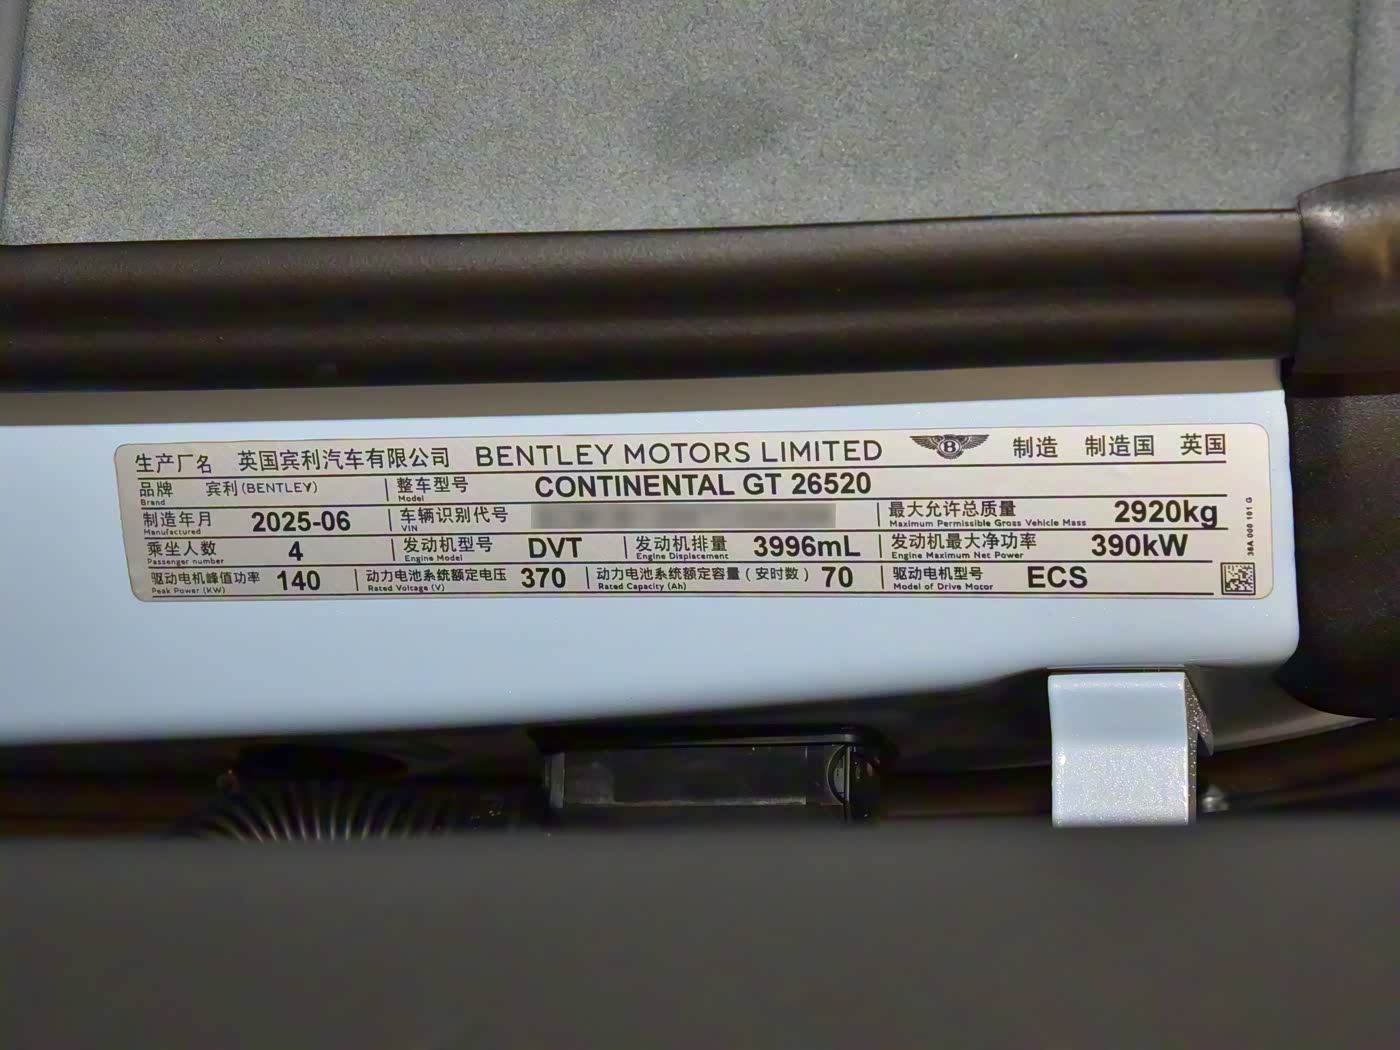 生产厂名 英国宾利汽车有限公司 BENTLEY MOTORS LIMITED B 制造 制造国 英国
品牌 Brand 宾利(BENTLEY) 整车型号 Model CONTINENTAL GT 26520
制造年月 Manufactured 2025-06 车辆识别代号 VIN 最大允许总质量 Maximum Permissible Gross Vehicle Mass 2920kg
乘坐人数 Passenger number 4 发动机型号 Engine Model DVT 发动机排量 Engine Displacement 3996mL 发动机最大净功率 Engine Maximum Net Power 390kW
驱动电机峰值功率 Peak Power (KW) 140 动力电池系统额定电压 Rated Voltage (V) 370 动力电池系统额定容量(安时数) Rated Capacity (Ah) 70 驱动电机型号 Model of Drive Motor ECS
36A 000 101 G